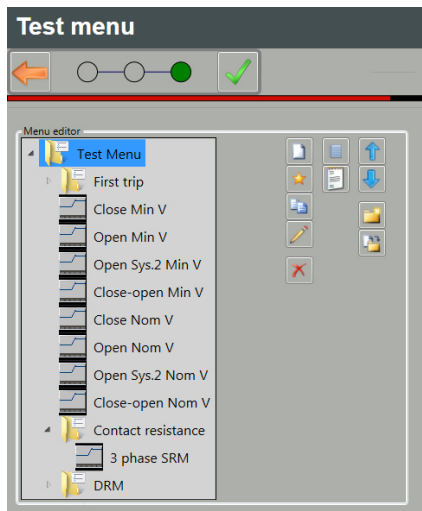 Test menu
Menu editor
Test Menu
First trip
Close Min V
Open Min V
Open Sys.2 Min V
Close-open Min V
Close Nom V
Open Nom V
Open Sys.2 Nom V
Close-open Nom V
Contact resistance
3 phase SRM
DRM